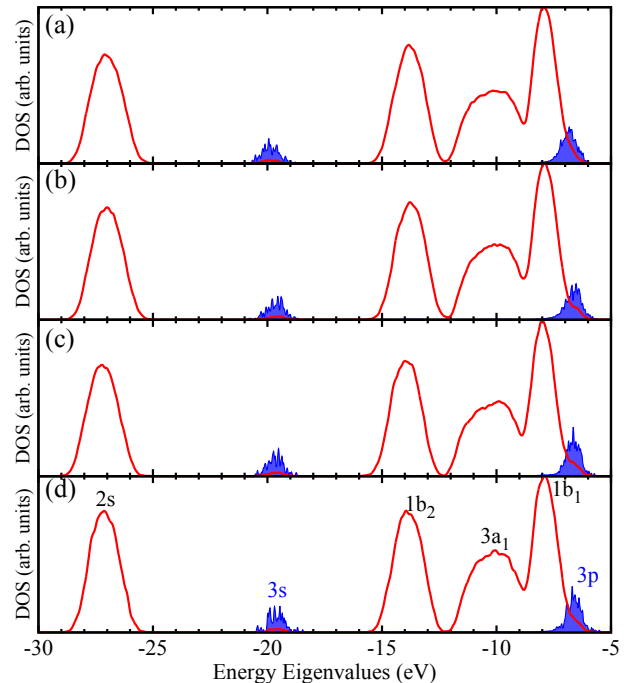 (a)
DOS (arb. units)
(b)
DOS (arb. units)
(c)
DOS (arb. units)
(d)
DOS (arb. units)
2s
3s
1b₂
3a₁
1b₁
3p
-30 -25 -20 -15 -10 -5
Energy Eigenvalues (eV)